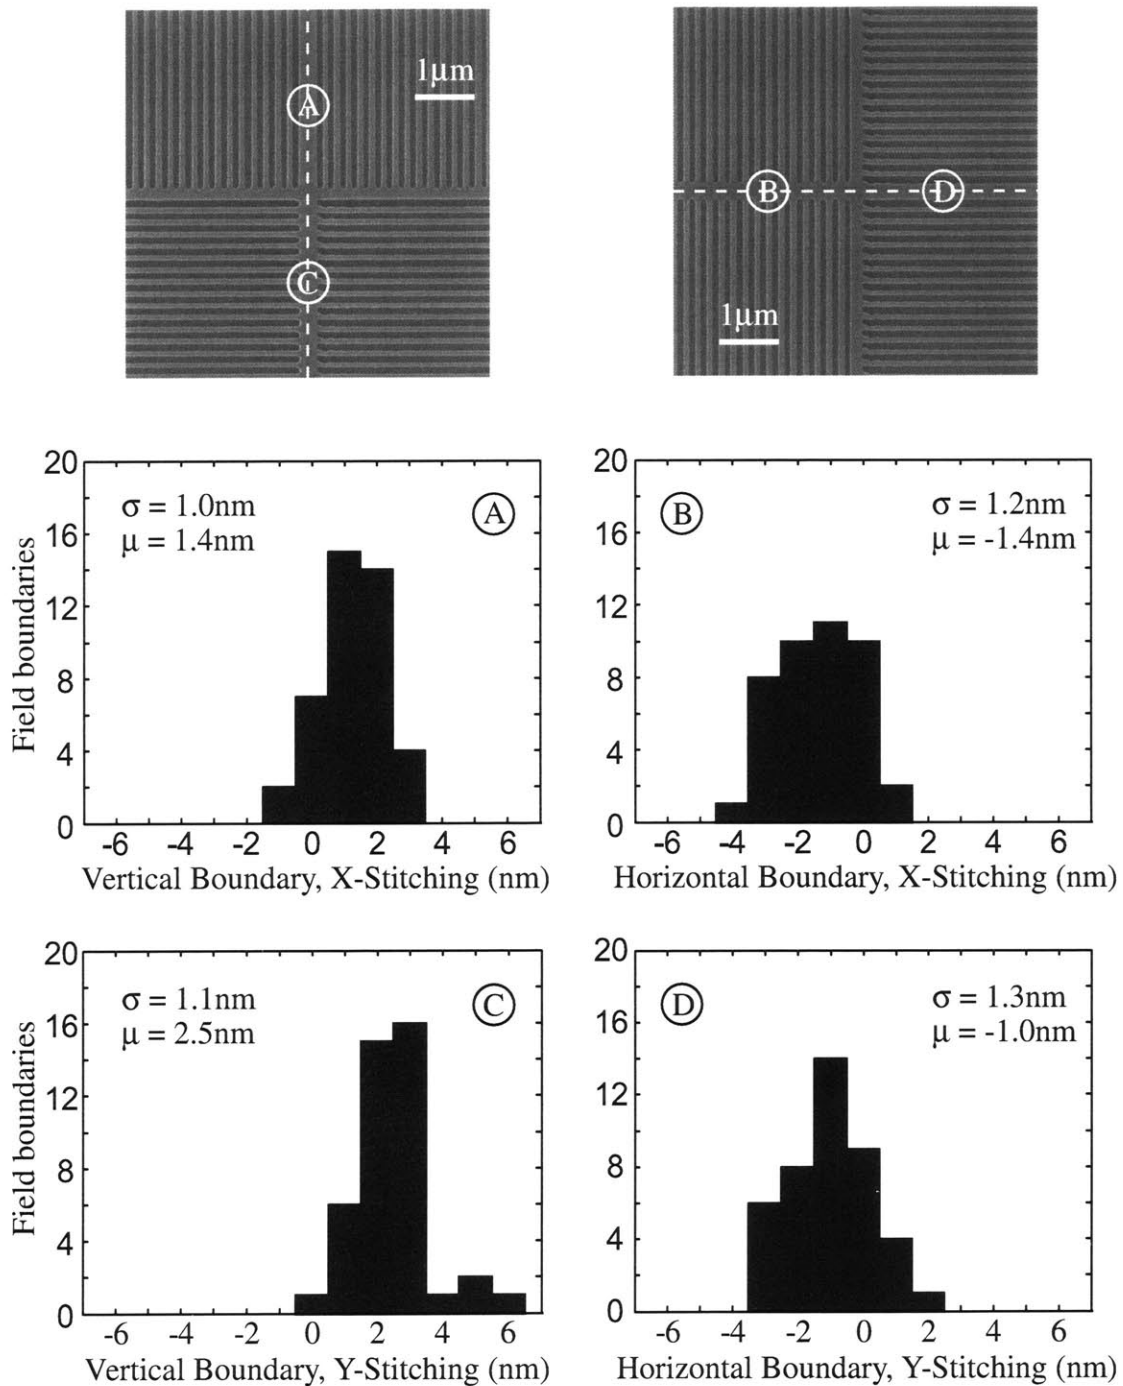 A
1μm
C
B
D
1μm
20
16
12
8
4
0
Field boundaries
σ = 1.0nm
μ = 1.4nm
A
-6 -4 -2 0 2 4 6
Vertical Boundary, X-Stitching (nm)
20
16
12
8
4
0
B
σ = 1.2nm
μ = -1.4nm
-6 -4 -2 0 2 4 6
Horizontal Boundary, X-Stitching (nm)
20
16
12
8
4
0
Field boundaries
σ = 1.1nm
μ = 2.5nm
C
-6 -4 -2 0 2 4 6
Vertical Boundary, Y-Stitching (nm)
20
16
12
8
4
0
D
σ = 1.3nm
μ = -1.0nm
-6 -4 -2 0 2 4 6
Horizontal Boundary, Y-Stitching (nm)